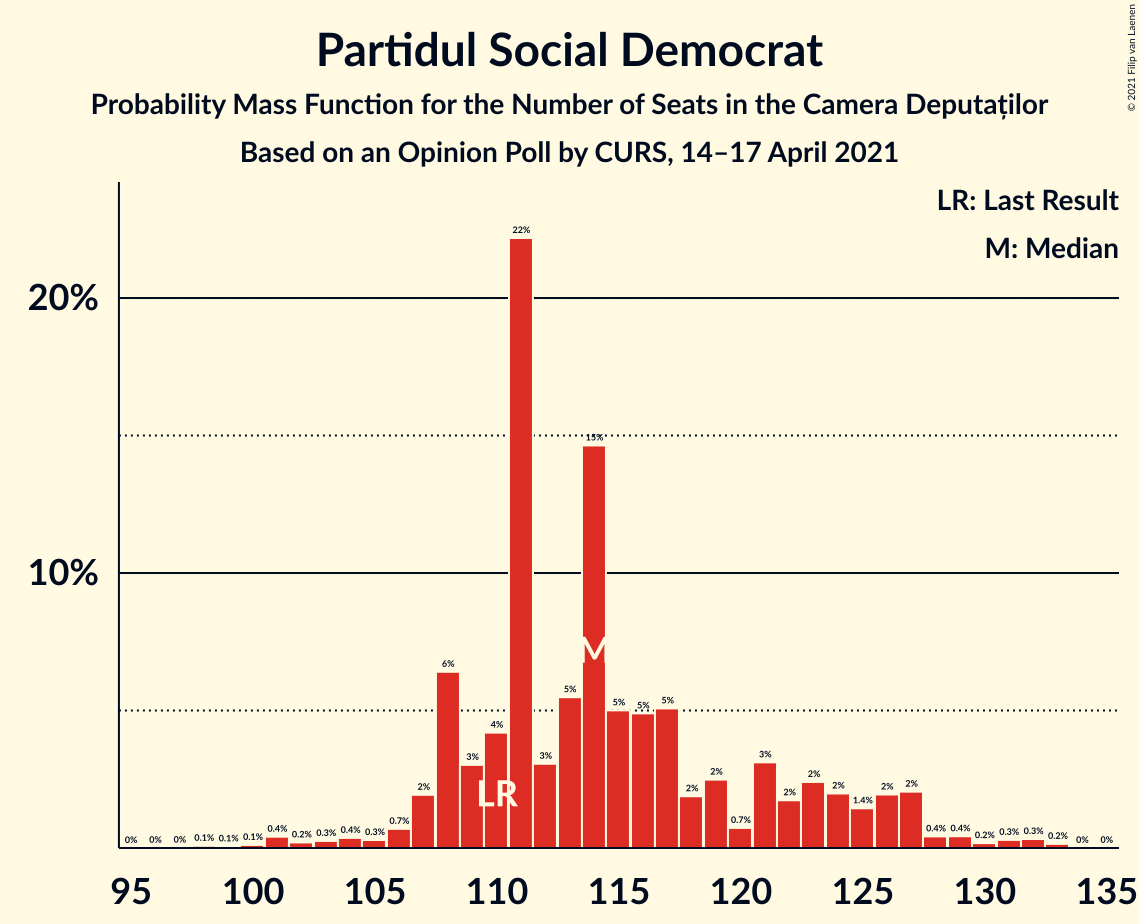 Partidul Social Democrat
Probability Mass Function for the Number of Seats in the Camera Deputaților
Based on an Opinion Poll by CURS, 14–17 April 2021
© 2021 Filip van Laenen
LR: Last Result
M: Median
20%
10%
0% 0% 0% 0.1% 0.1% 0.1% 0.4% 0.2% 0.3% 0.4% 0.3% 0.7% 2% 6% 3% 4% 22% 3% 5% 15% 5% 5% 5% 2% 2% 0.7% 3% 2% 2% 2% 1.4% 2% 2% 0.4% 0.4% 0.2% 0.3% 0.3% 0.2% 0% 0%
M
LR
95 100 105 110 115 120 125 130 135